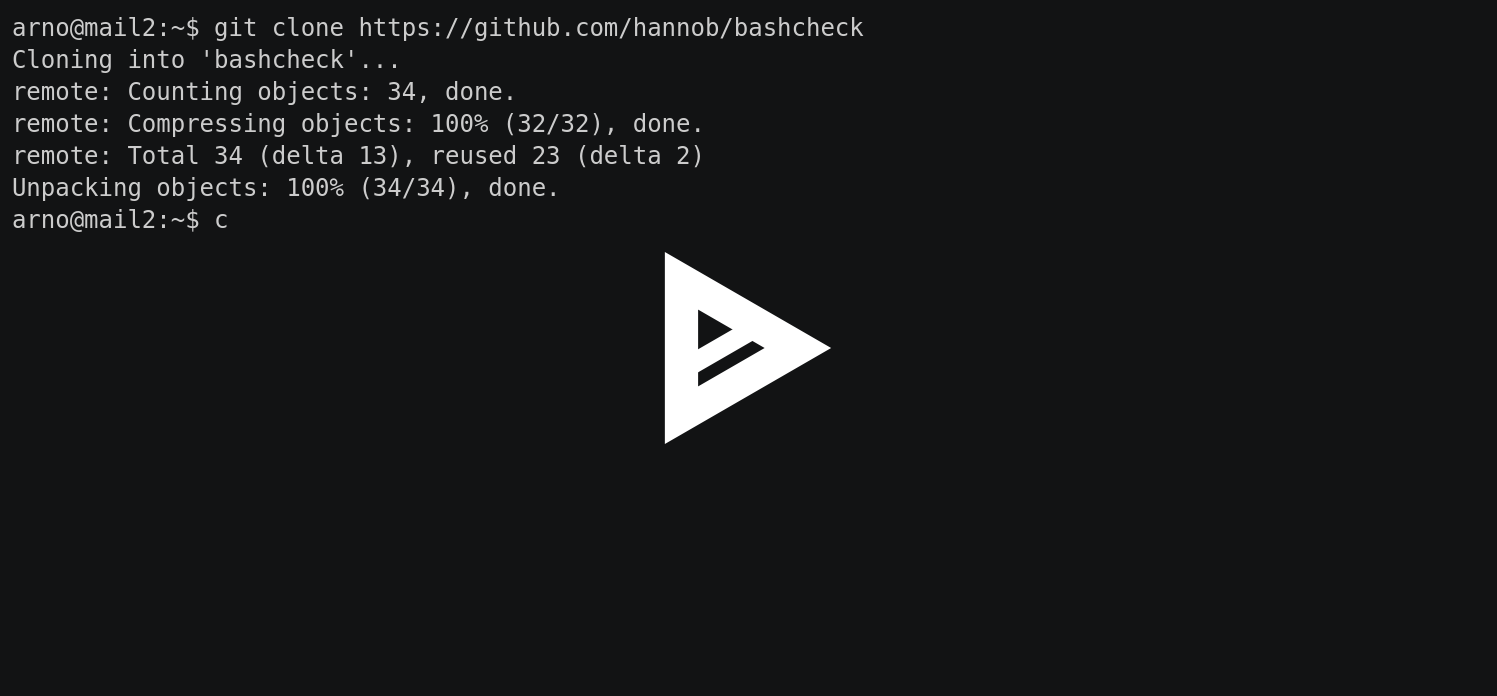 arno@mail2:~$ git clone https://github.com/hannob/bashcheck
Cloning into 'bashcheck'...
remote: Counting objects: 34, done.
remote: Compressing objects: 100% (32/32), done.
remote: Total 34 (delta 13), reused 23 (delta 2)
Unpacking objects: 100% (34/34), done.
arno@mail2:~$ c